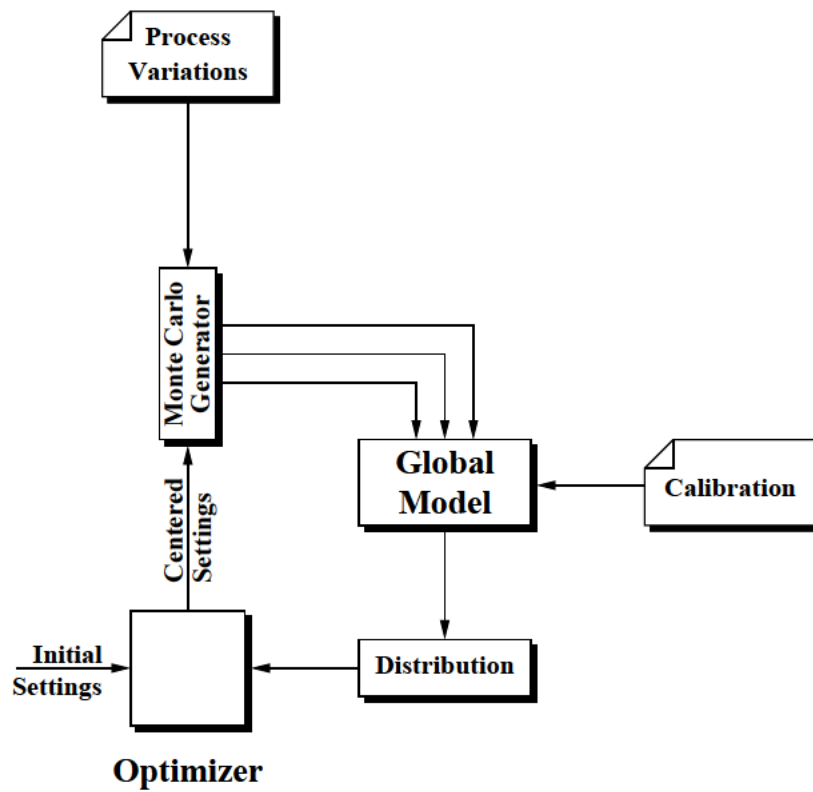 Process
Variations
Monte Carlo
Generator
Global
Model
Calibration
Centered
Settings
Initial
Settings
Distribution
Optimizer